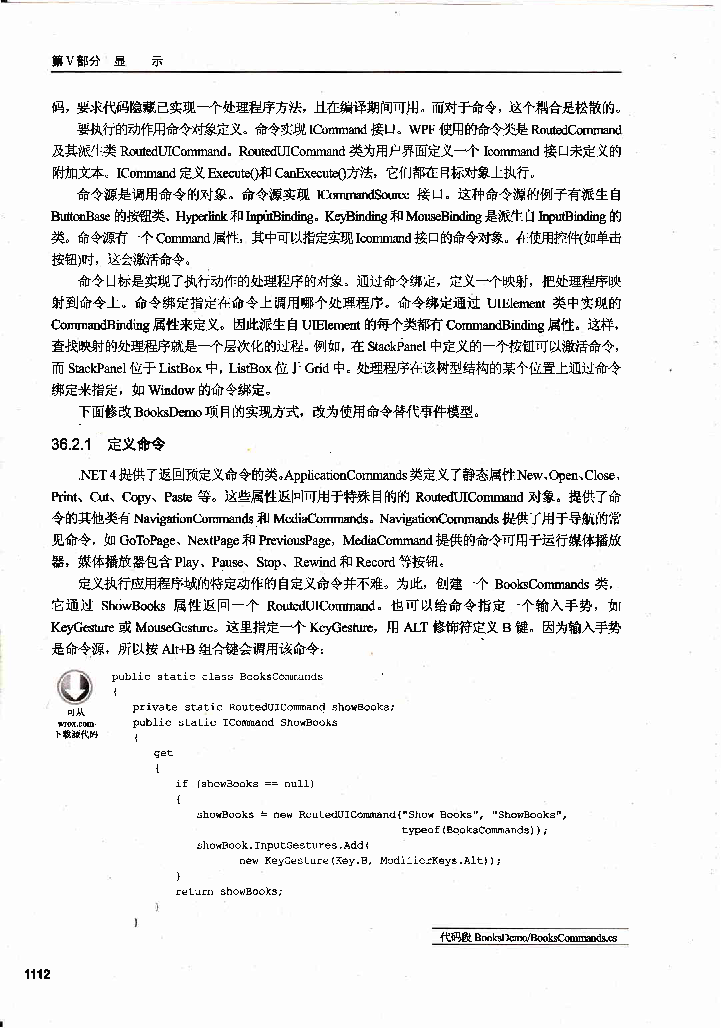 第V部分 显 示
码，要求代码隐藏已实现一个处理程序方法，且在编译期间可用。而对于命令，这个耦合是松散的。
要执行的动作用命令对象定义。命令实现 ICommand 接口。WPF 使用的命令类是 RoutedCommand
及其派生类 RoutedUICommand。RoutedUICommand 类为用户界面定义一个 Icommand 接口未定义的
附加文本。ICommand 定义 Execute()和 CanExecute()方法，它们都在目标对象上执行。
命令源是调用命令的对象。命令源实现 ICommandSource 接口。这种命令源的例子有派生自
ButtonBase 的按钮类、Hyperlink 和 InputBinding。KeyBinding 和 MouseBinding 是派生自 InputBinding 的
类。命令源有一个 Command 属性，其中可以指定实现 Icommand 接口的命令对象。在使用控件(如单击
按钮)时，这会激活命令。
命令目标是实现了执行动作的处理程序的对象。通过命令绑定，定义一个映射，把处理程序映
射到命令上。命令绑定指定在命令上调用哪个处理程序。命令绑定通过 UIElement 类中实现的
CommandBinding 属性来定义。因此派生自 UIElement 的每个类都有 CommandBinding 属性。这样，
查找映射的处理程序就是一个层次化的过程。例如，在 StackPanel 中定义的一个按钮可以激活命令，
而 StackPanel 位于 ListBox 中，ListBox 位于 Grid 中。处理程序在该树型结构的某个位置上通过命令
绑定来指定，如 Window 的命令绑定。
下面修改 BooksDemo 项目的实现方式，改为使用命令替代事件模型。
36.2.1 定义命令
.NET 4 提供了返回预定义命令的类。ApplicationCommands 类定义了静态属性 New、Open、Close、
Print、Cut、Copy、Paste 等。这些属性返回可用于特殊目的的 RoutedUICommand 对象。提供了命
令的其他类有 NavigationCommands 和 MediaCommands。NavigationCommands 提供了用于导航的常
见命令，如 GoToPage、NextPage 和 PreviousPage，MediaCommand 提供的命令可用于运行媒体播放
器，媒体播放器包含 Play、Pause、Stop、Rewind 和 Record 等按钮。
定义执行应用程序域的特定动作的自定义命令并不难。为此，创建一个 BooksCommands 类，
它通过 ShowBooks 属性返回一个 RoutedUICommand。也可以给命令指定一个输入手势，如
KeyGesture 或 MouseGesture。这里指定一个 KeyGesture，用 ALT 修饰符定义 B 键。因为输入手势
是命令源，所以按 Alt+B 组合键会调用该命令：
可从
wrox.com
下载源代码
public static class BooksCommands
{
private static RoutedUICommand showBooks;
public static ICommand ShowBooks
{
get
{
if (showBooks == null)
{
showBooks = new RoutedUICommand("Show Books", "ShowBooks",
typeof(BooksCommands));
showBook.InputGestures.Add(
new KeyGesture(Key.B, ModifierKeys.Alt));
}
return showBooks;
}
}
代码段 BooksDemo/BooksCommands.cs
1112